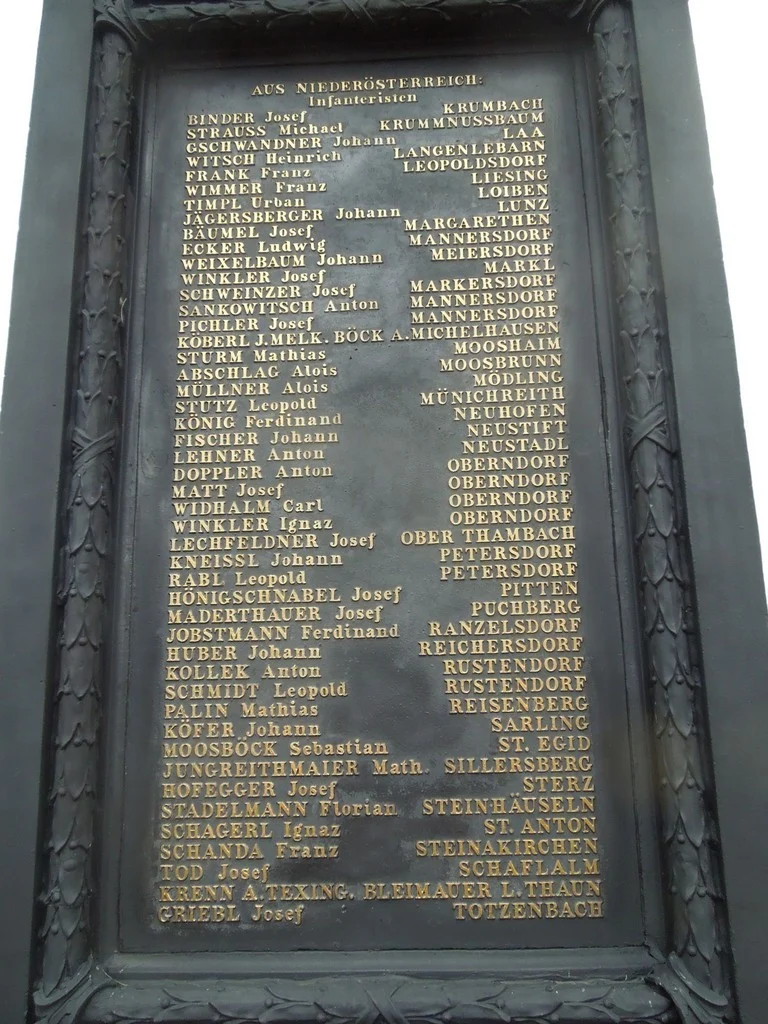 AUS NIEDERÖSTERREICH:
Infanteristen
BINDER Josef KRUMBACH
STRAUSS Michael KRUMMNUSSBAUM
GSCHWANDNER Johann LAA
WITSCH Heinrich LANGENLEBARN
FRANK Franz LEOPOLDSDORF
WIMMER Franz LIESING
TIMPL Urban LOIBEN
JÄGERSBERGER Johann LUNZ
BÄUMEL Josef MARGARETHEN
ECKER Ludwig MANNERSDORF
WEIXELBAUM Johann MEIERSDORF
WINKLER Josef MARKL
SCHWEINZER Josef MARKERSDORF
SANKOWITSCH Anton MANNERSDORF
PICHLER Josef MANNERSDORF
KÖBERL J. MELK. BÖCK A. MICHELHAUSEN
STURM Mathias MOOSHAIM
ABSCHLAG Alois MOOSBRUNN
MÜLLNER Alois MÖDLING
STUTZ Leopold MÜNICHREITH
KÖNIG Ferdinand NEUHOFEN
FISCHER Johann NEUSTIFT
LEHNER Anton NEUSTADL
DOPPLER Anton OBERNDORF
MATT Josef OBERNDORF
WIDHALM Carl OBERNDORF
WINKLER Ignaz OBERNDORF
LECHFELDNER Josef OBER THAMBACH
KNEISSL Johann PETERSDORF
RABL Leopold PETERSDORF
HÖNIGSCHNABEL Josef PITTEN
MADERTHAUER Josef PUCHBERG
JOBSTMANN Ferdinand RANZELSDORF
HUBER Johann REICHERSDORF
KOLLEK Anton RUSTENDORF
SCHMIDT Leopold RUSTENDORF
PALIN Mathias REISENBERG
KÖFER Johann SARLING
MOOSBÖCK Sebastian ST. EGID
JUNGREITHMAIER Math. SILLERSBERG
HOFEGGER Josef STERZ
STADELMANN Florian STEINHÄUSELN
SCHAGERL Ignaz ST. ANTON
SCHANDA Franz STEINAKIRCHEN
TOD Josef SCHAFLALM
KRENN A. TEXING. BLEIMAUER L. THAUN
GRIEBL Josef TOTZENBACH